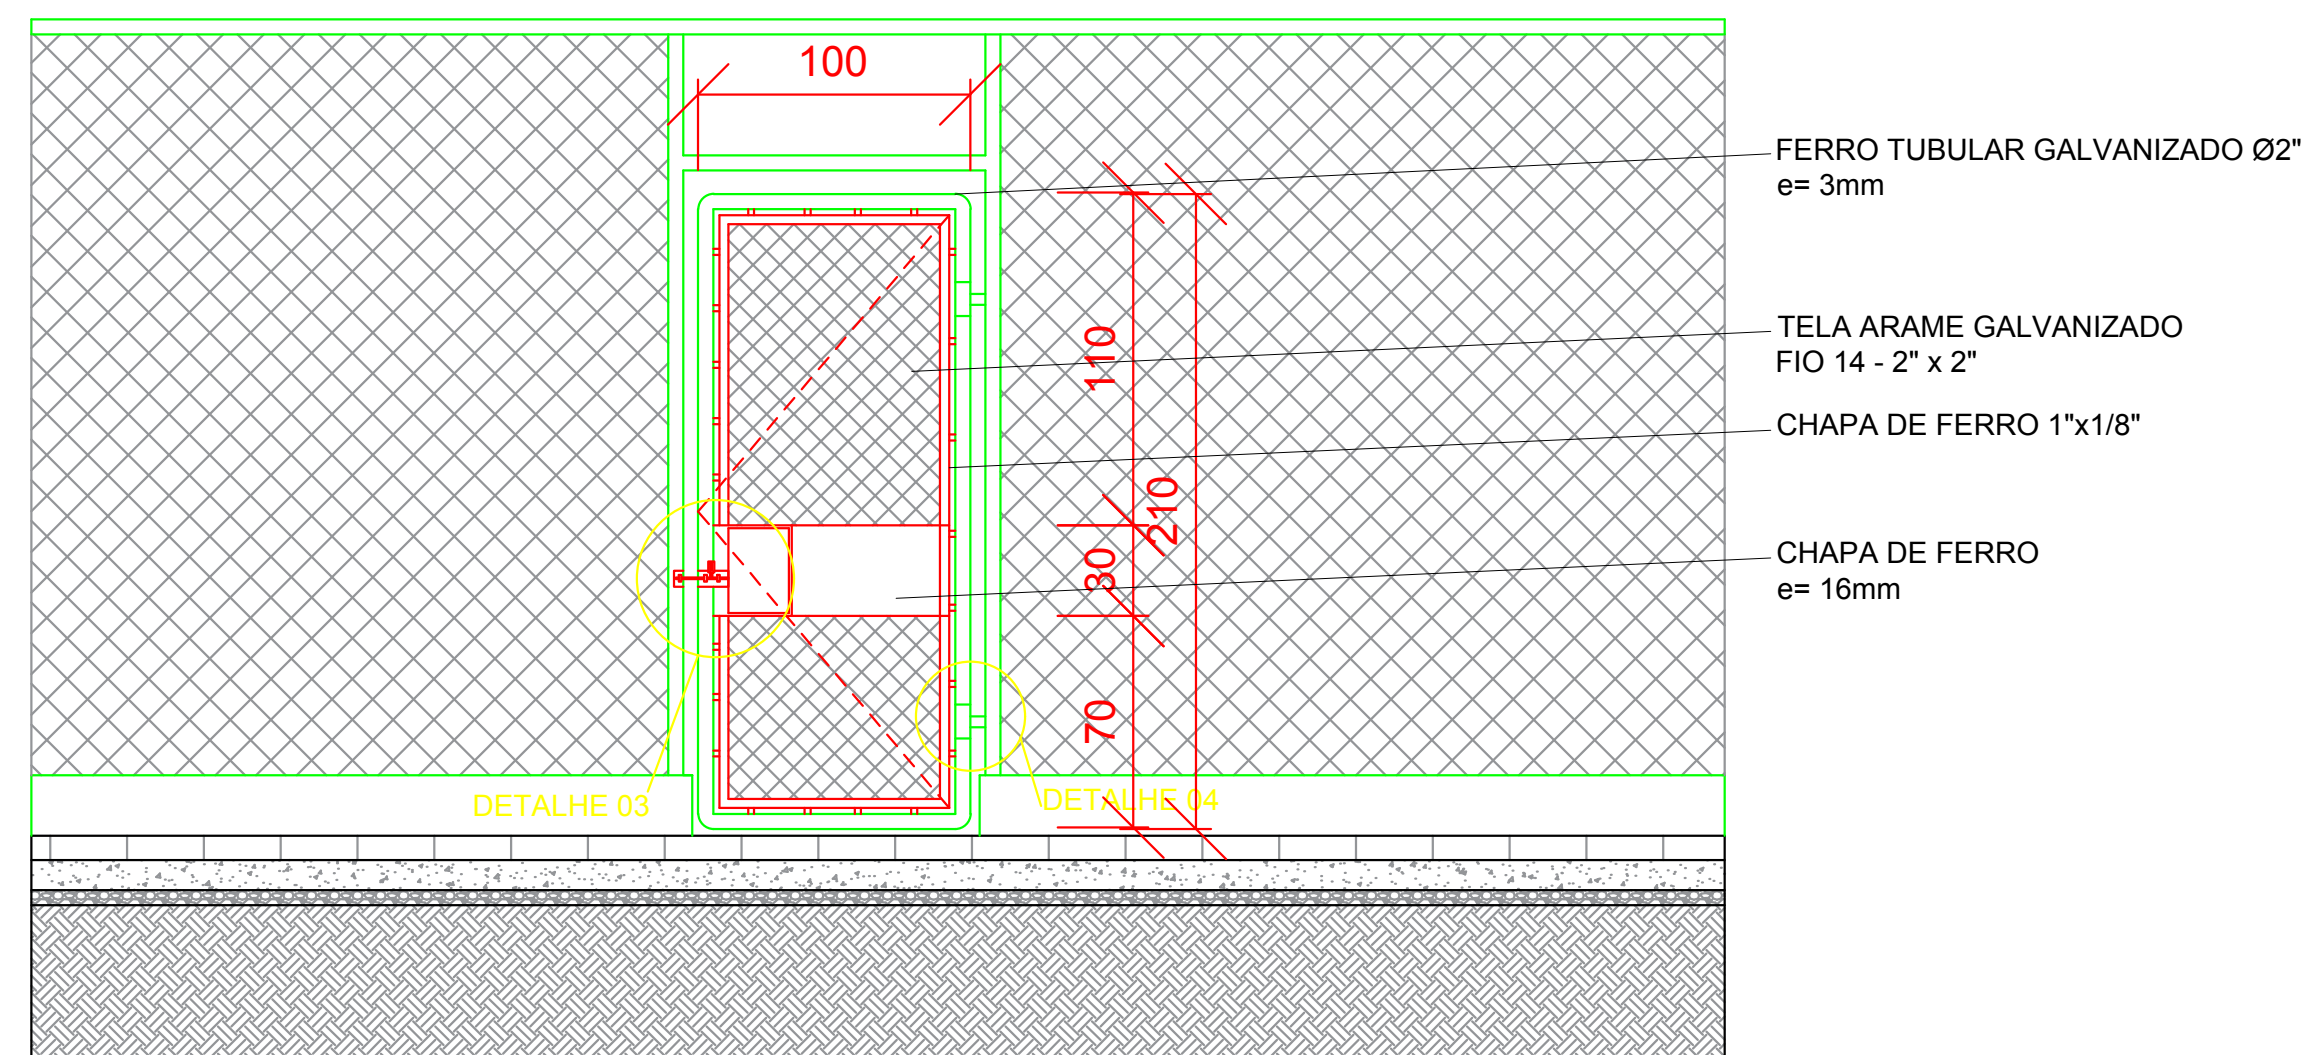 100
FERRO TUBULAR GALVANIZADO Ø2"
e= 3mm
TELA ARAME GALVANIZADO
FIO 14 - 2" x 2"
110
CHAPA DE FERRO 1"x1/8"
210
CHAPA DE FERRO
e= 16mm
30
70
DETALHE 03
DETALHE 04